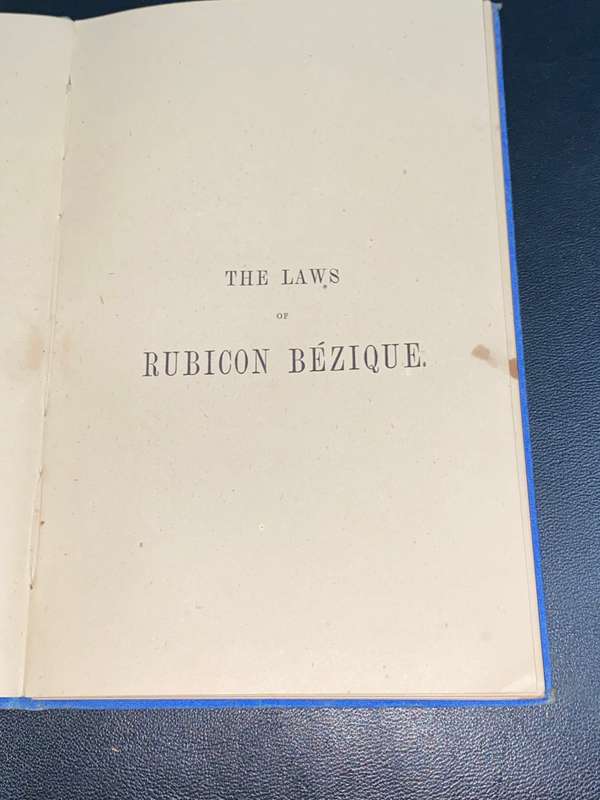 THE LAWS
OF
RUBICON BÉZIQUE.